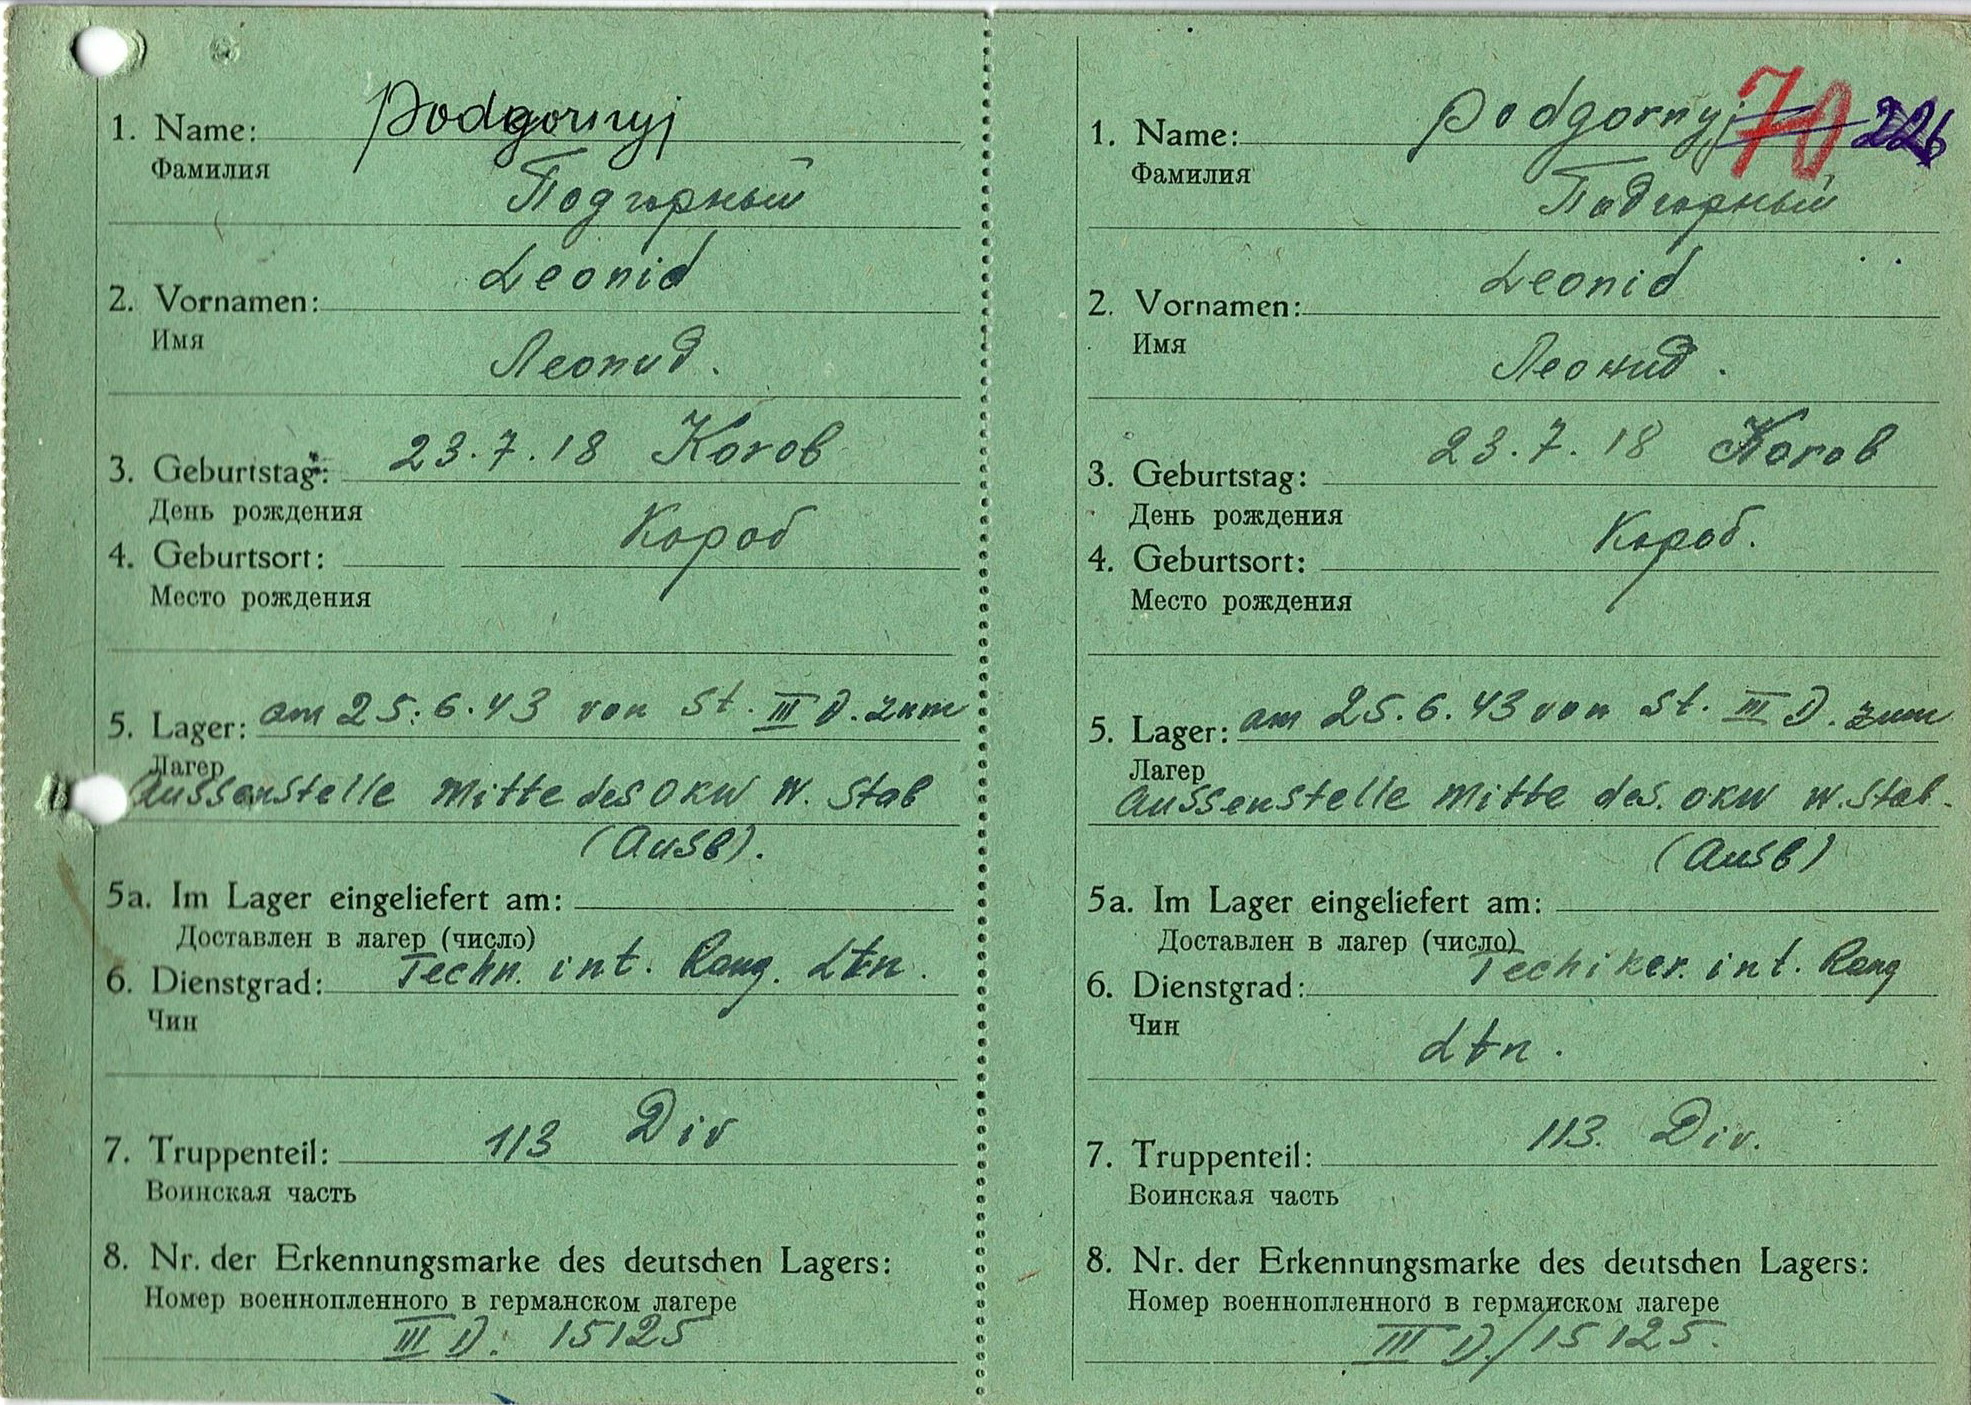 1. Name: Podgornyj
Фамилия
Подгорный
2. Vornamen: Leonid
Имя
Леонид.
3. Geburtstag: 23.7.18 Korob
День рождения
Короб
4. Geburtsort:
Место рождения
5. Lager: am 25.6.43 von St. III D. zum
Лагер
Aussenstelle Mitte des OKW W. Stab
(Ausb).
5a. Im Lager eingeliefert am:
Доставлен в лагер (число)
6. Dienstgrad: Techn. int. Rang. Ltn.
Чин
7. Truppenteil: 113 Div
Воинская часть
8. Nr. der Erkennungsmarke des deutschen Lagers:
Номер военнопленного в германском лагере
III D. 15125
1. Name: Podgornyj 70
Фамилия
Подгорный
2. Vornamen: Leonid
Имя
Леонид.
3. Geburtstag: 23.7.18 Korob
День рождения
Короб.
4. Geburtsort:
Место рождения
5. Lager: am 25.6.43 von St. III D. zum
Лагер
Aussenstelle Mitte des. OKW W. Stab.
(Ausb)
5a. Im Lager eingeliefert am:
Доставлен в лагер (число)
6. Dienstgrad: Techiker. int. Rang
Чин
Ltn.
7. Truppenteil: 113. Div.
Воинская часть
8. Nr. der Erkennungsmarke des deutschen Lagers:
Номер военнопленного в германском лагере
III D./15125.